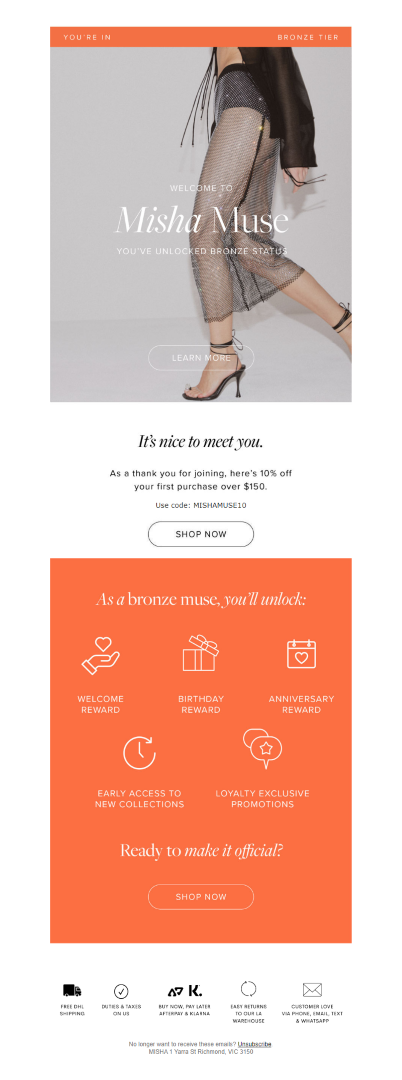 YOU'RE IN
BRONZE TIER
WELCOME TO
Misha Muse
YOU'VE UNLOCKED BRONZE STATUS
LEARN MORE
It's nice to meet you.
As a thank you for joining, here's 10% off
your first purchase over $150.
Use code: MISHAMUSE10
SHOP NOW
As a bronze muse, you'll unlock:
WELCOME
REWARD
BIRTHDAY
REWARD
ANNIVERSARY
REWARD
EARLY ACCESS TO
NEW COLLECTIONS
LOYALTY EXCLUSIVE
PROMOTIONS
Ready to make it official?
SHOP NOW
K.
FREE DHL
SHIPPING
DUTIES & TAXES
ON US
BUY NOW, PAY LATER
AFTERPAY & KLARNA
EASY RETURNS
TO OUR LA
WAREHOUSE
CUSTOMER LOVE
VIA PHONE, EMAIL, TEXT
& WHATSAPP
No longer want to receive these emails? Unsubscribe
MISHA 1 Yarra St Richmond, VIC 3150